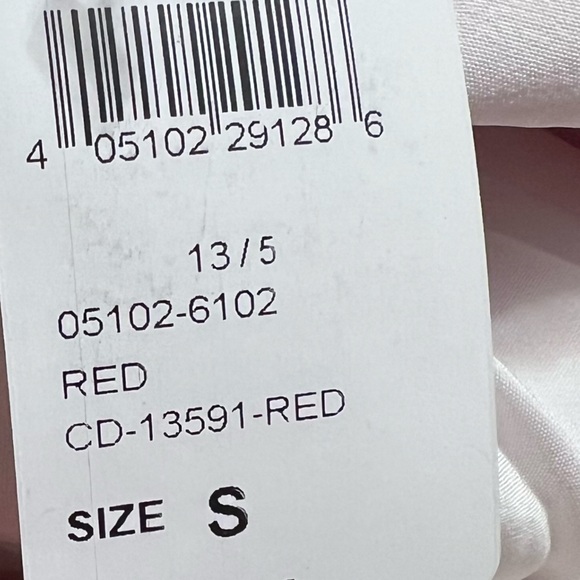 4 05102 29128 6
13/5
05102-6102
RED
CD-13591-RED
SIZE S